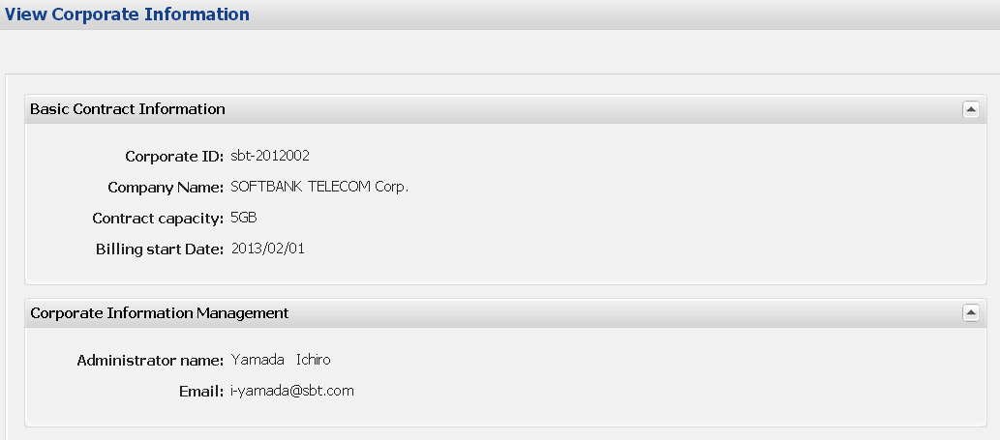 View Corporate Information
Basic Contract Information
Corporate ID: sbt-2012002
Company Name: SOFTBANK TELECOM Corp.
Contract capacity: 5GB
Billing start Date: 2013/02/01
Corporate Information Management
Administrator name: Yamada Ichiro
Email: i-yamada@sbt.com